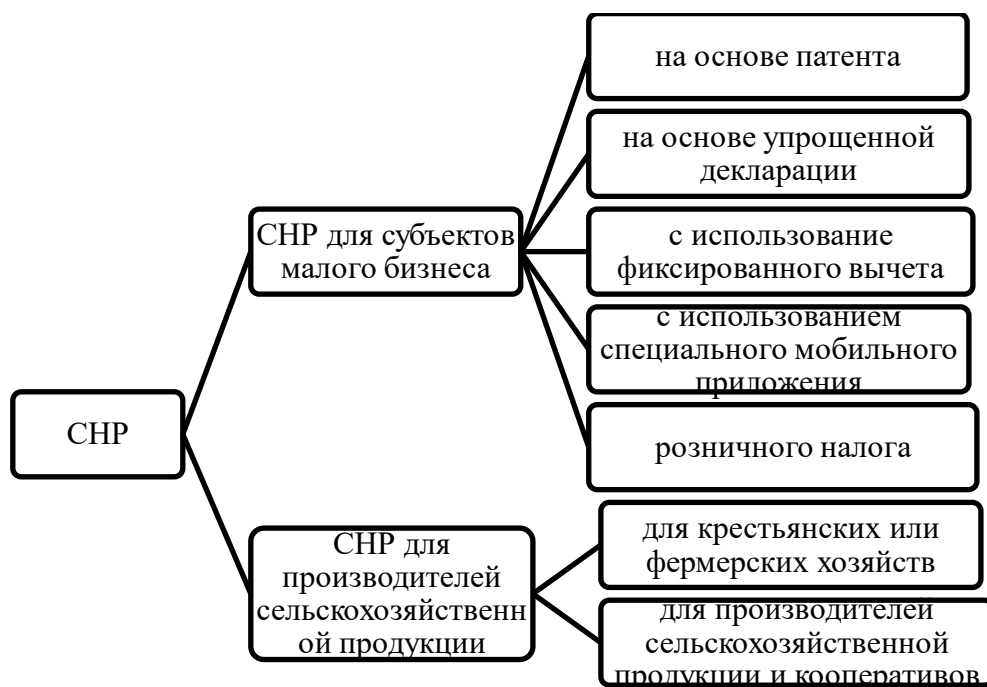 СНР
СНР для субъектов
малого бизнеса
на основе патента
на основе упрощенной
декларации
с использование
фиксированного вычета
с использованием
специального мобильного
приложения
розничного налога
СНР для
производителей
сельскохозяйственн
ой продукции
для крестьянских или
фермерских хозяйств
для производителей
сельскохозяйственной
продукции и кооперативов